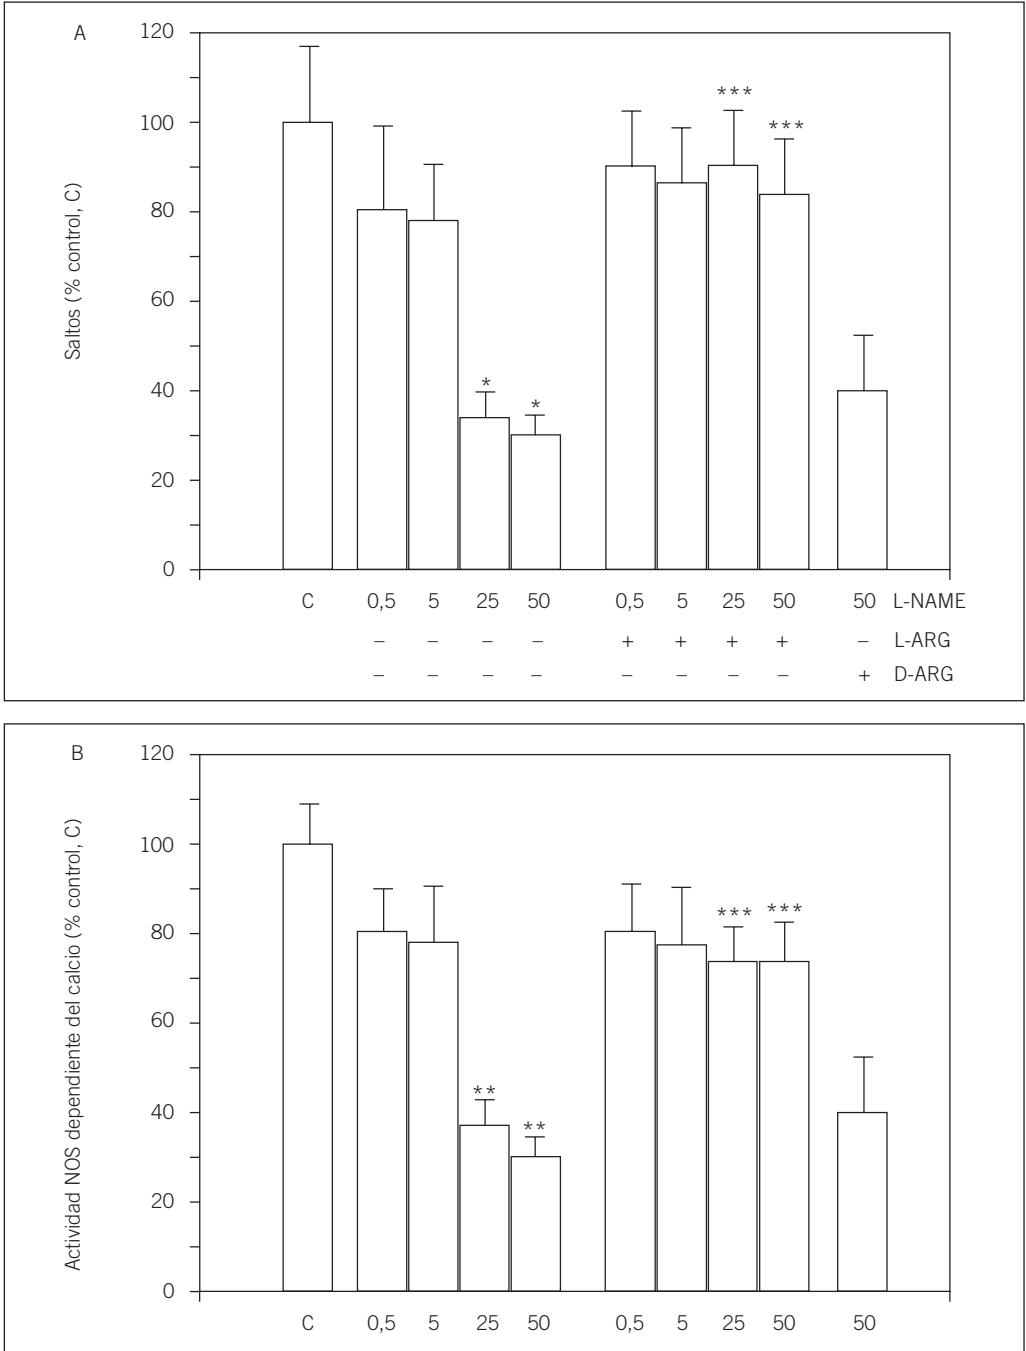 A
120
100
80
60
40
20
0
Saltos (% control, C)
*
*
***
***
C 0,5 5 25 50 0,5 5 25 50 50 L-NAME
– – – – + + + + – L-ARG
– – – – – – – – + D-ARG
B
120
100
80
60
40
20
0
Actividad NOS dependiente del calcio (% control, C)
**
**
***
***
C 0,5 5 25 50 0,5 5 25 50 50